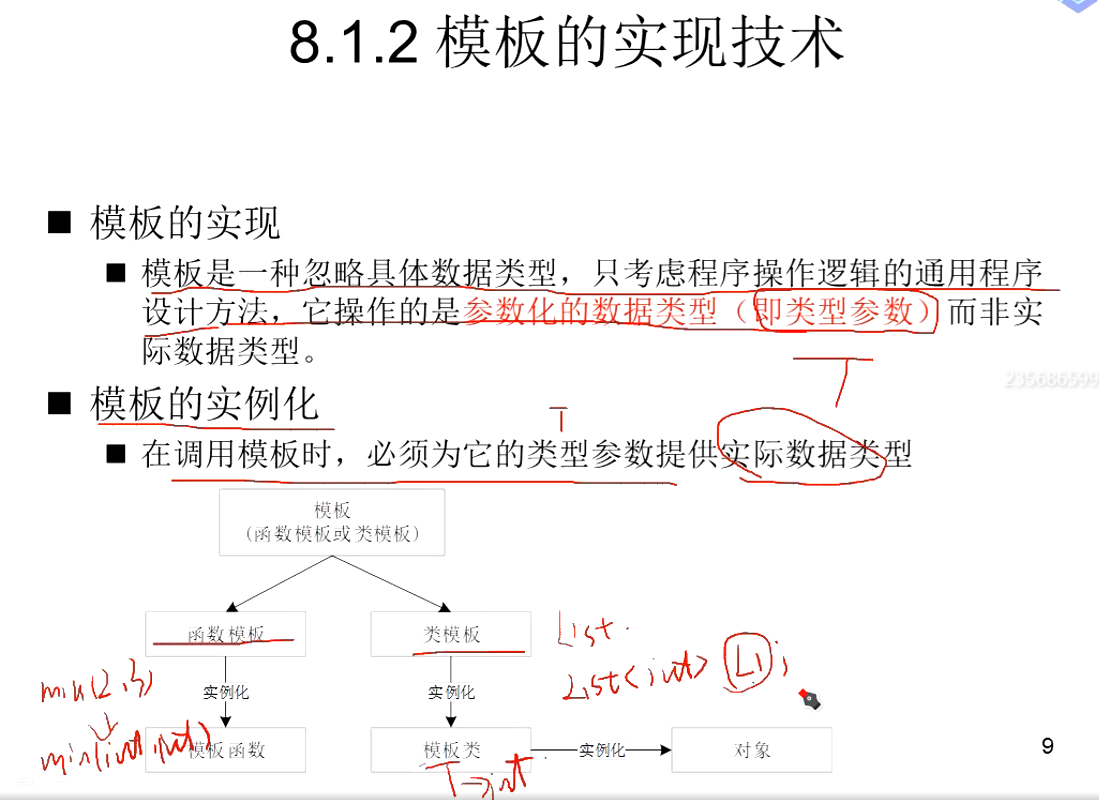 8.1.2 模板的实现技术
■ 模板的实现
■ 模板是一种忽略具体数据类型，只考虑程序操作逻辑的通用程序
设计方法，它操作的是参数化的数据类型（即类型参数）而非实
际数据类型。
T
235686599
■ 模板的实例化
T
■ 在调用模板时，必须为它的类型参数提供实际数据类型
模板
(函数模板或类模板)
函数模板 类模板 List
List<int> L1;
min(2,3) 实例化 实例化
min(int,int) 模板函数 模板类 实例化 对象
T→int
9